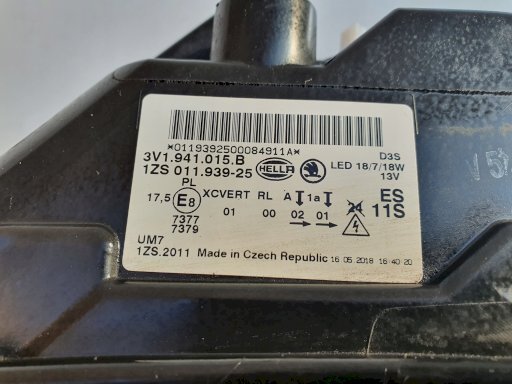 *0119392500084911A*
3V1.941.015.B HELLA D3S
1ZS 011.939-25 LED 18/7/18W
13V
PL
17,5 E8 XCVERT RL A 1a ES
01 00 02 01 24 11S
7377
7379
UM7
1ZS.2011 Made in Czech Republic 16 05 2018 16:40:20
15